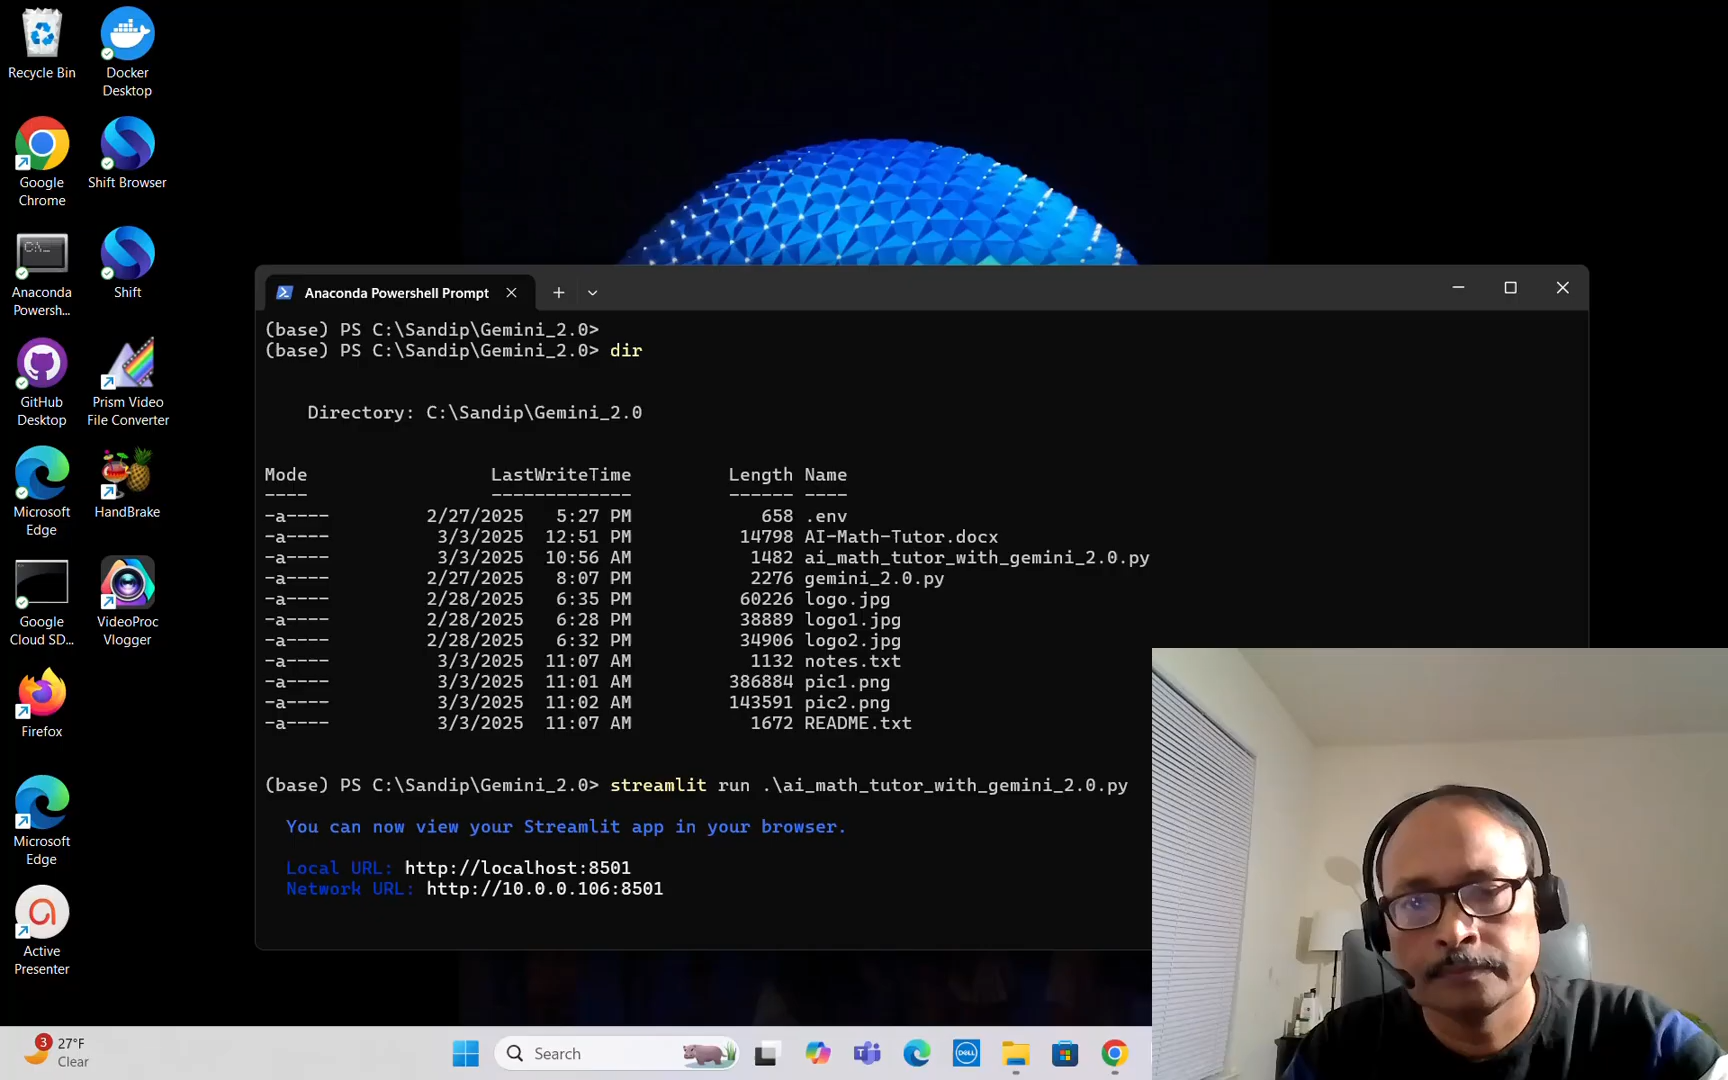 Recycle Bin
Docker
Desktop
Google
Chrome
Shift Browser
Anaconda
Powersh...
Shift
GitHub
Desktop
Prism Video
File Converter
Microsoft
Edge
HandBrake
Google
Cloud SD...
VideoProc
Vlogger
Firefox
Microsoft
Edge
Active
Presenter
Anaconda Powershell Prompt
(base) PS C:\Sandip\Gemini_2.0>
(base) PS C:\Sandip\Gemini_2.0> dir
Directory: C:\Sandip\Gemini_2.0
Mode LastWriteTime Length Name
---- ------------- ------ ----
-a---- 2/27/2025 5:27 PM 658 .env
-a---- 3/3/2025 12:51 PM 14798 AI-Math-Tutor.docx
-a---- 3/3/2025 10:56 AM 1482 ai_math_tutor_with_gemini_2.0.py
-a---- 2/27/2025 8:07 PM 2276 gemini_2.0.py
-a---- 2/28/2025 6:35 PM 60226 logo.jpg
-a---- 2/28/2025 6:28 PM 38889 logo1.jpg
-a---- 2/28/2025 6:32 PM 34906 logo2.jpg
-a---- 3/3/2025 11:07 AM 1132 notes.txt
-a---- 3/3/2025 11:01 AM 386884 pic1.png
-a---- 3/3/2025 11:02 AM 143591 pic2.png
-a---- 3/3/2025 11:07 AM 1672 README.txt
(base) PS C:\Sandip\Gemini_2.0> streamlit run .\ai_math_tutor_with_gemini_2.0.py
You can now view your Streamlit app in your browser.
Local URL: http://localhost:8501
Network URL: http://10.0.0.106:8501
3
27°F
Clear
Search
DELL